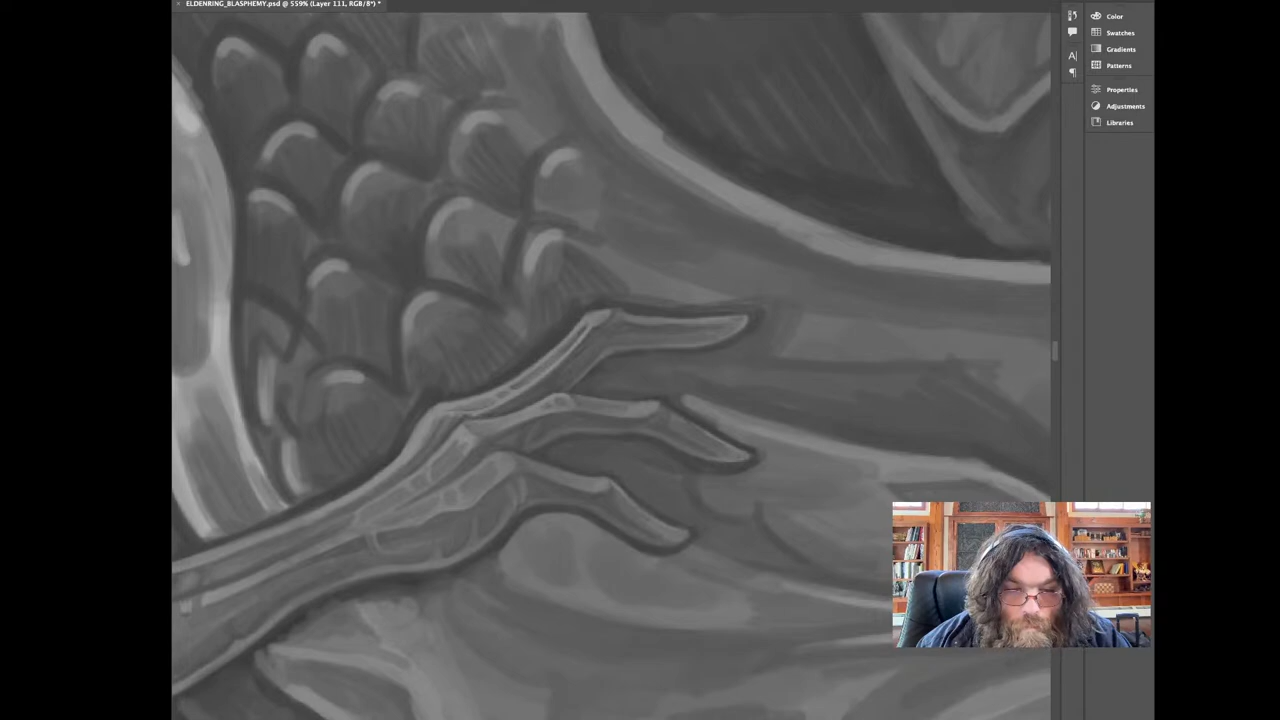 × ELDENRING_BLASPHEMY.psd @ 559% (Layer 111, RGB/8*) *
Color
Swatches
Gradients
Patterns
Properties
Adjustments
Libraries
A|
¶